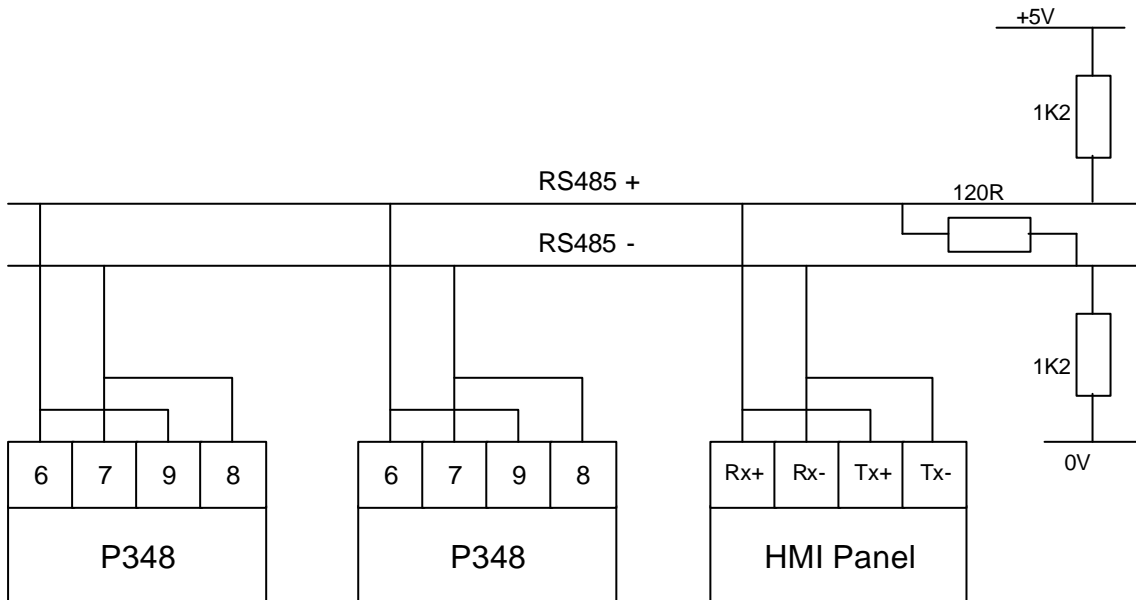 +5V
1K2
RS485 +
120R
RS485 -
1K2
0V
6 7 9 8
6 7 9 8
Rx+ Rx- Tx+ Tx-
P348
P348
HMI Panel